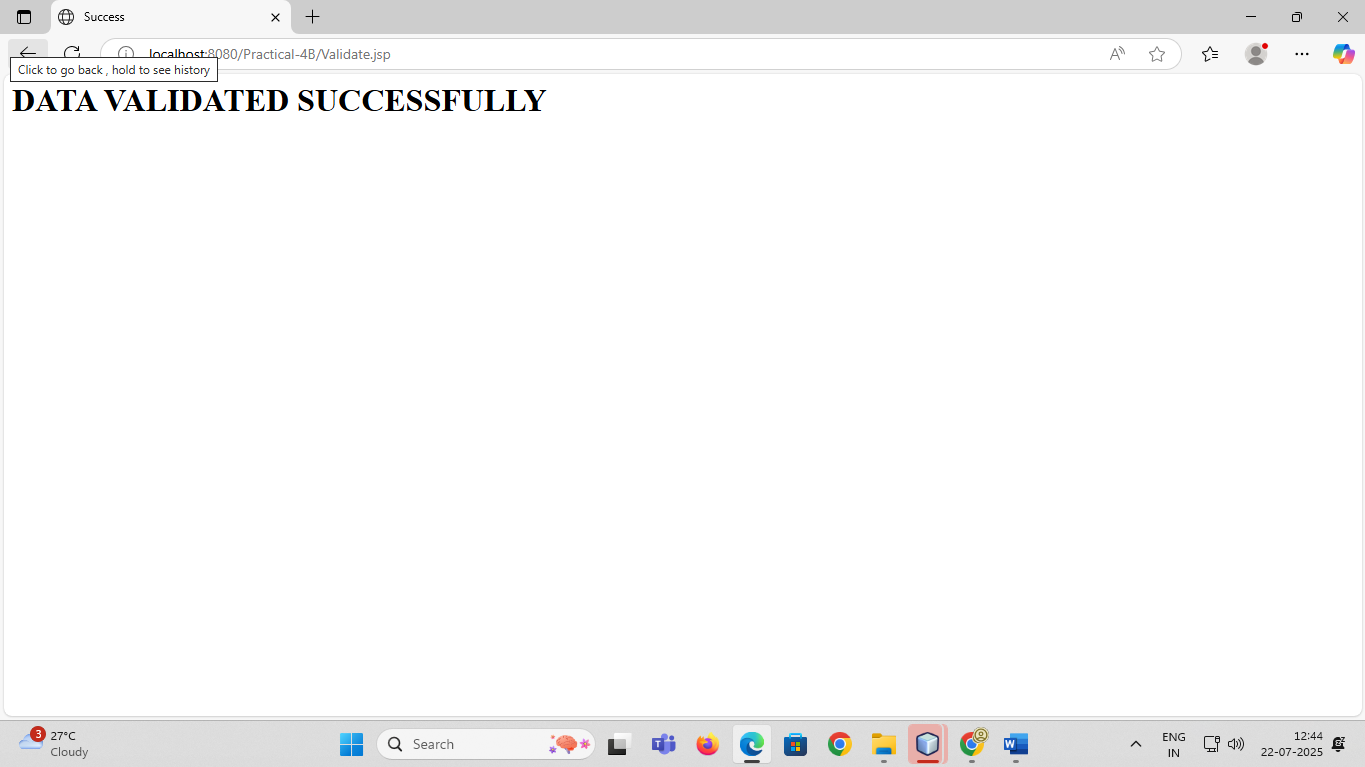 Success
localhost:8080/Practical-4B/Validate.jsp
Click to go back , hold to see history
DATA VALIDATED SUCCESSFULLY
3
27°C
Cloudy
Search
ENG
IN
12:44
22-07-2025